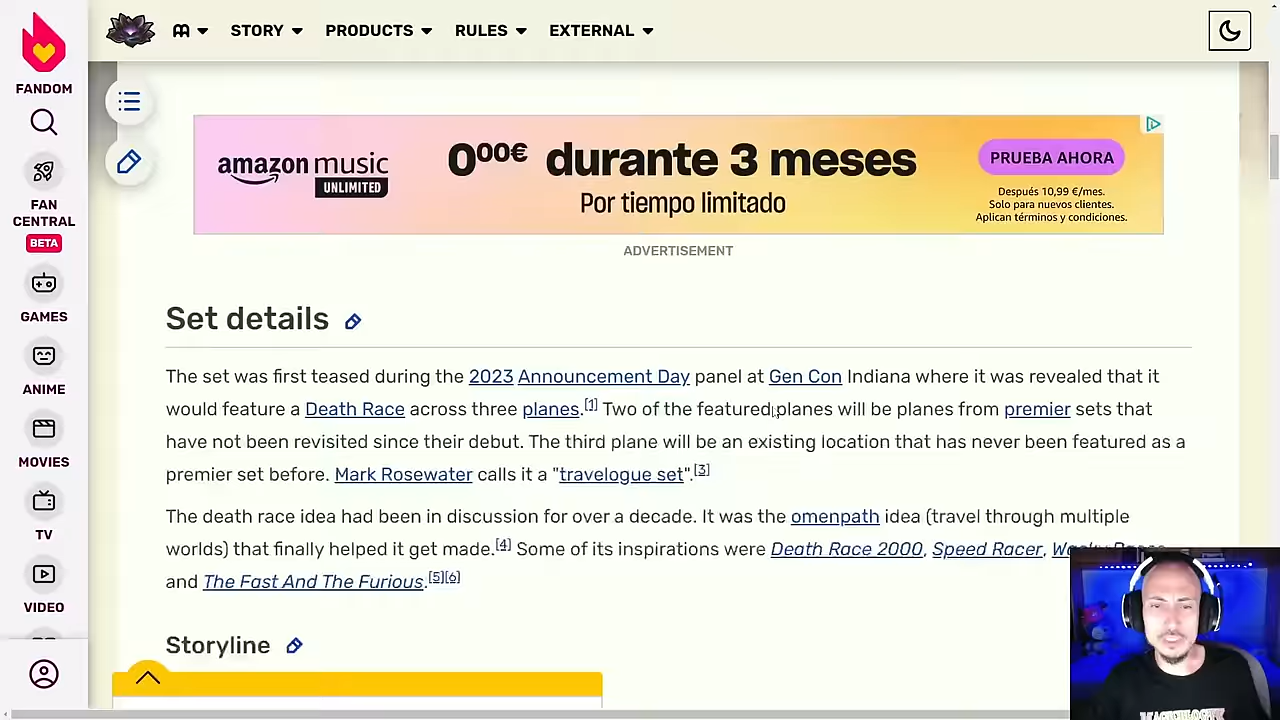 FANDOM
FAN
CENTRAL
BETA
GAMES
ANIME
MOVIES
TV
VIDEO
STORY
PRODUCTS
RULES
EXTERNAL
amazon music
UNLIMITED
0⁰⁰€ durante 3 meses
Por tiempo limitado
PRUEBA AHORA
Después 10,99 €/mes.
Solo para nuevos clientes.
Aplican términos y condiciones.
ADVERTISEMENT
Set details
The set was first teased during the 2023 Announcement Day panel at Gen Con Indiana where it was revealed that it
would feature a Death Race across three planes.[1] Two of the featured planes will be planes from premier sets that
have not been revisited since their debut. The third plane will be an existing location that has never been featured as a
premier set before. Mark Rosewater calls it a "travelogue set".[3]
The death race idea had been in discussion for over a decade. It was the omenpath idea (travel through multiple
worlds) that finally helped it get made.[4] Some of its inspirations were Death Race 2000, Speed Racer,
and The Fast And The Furious.[5][6]
Storyline